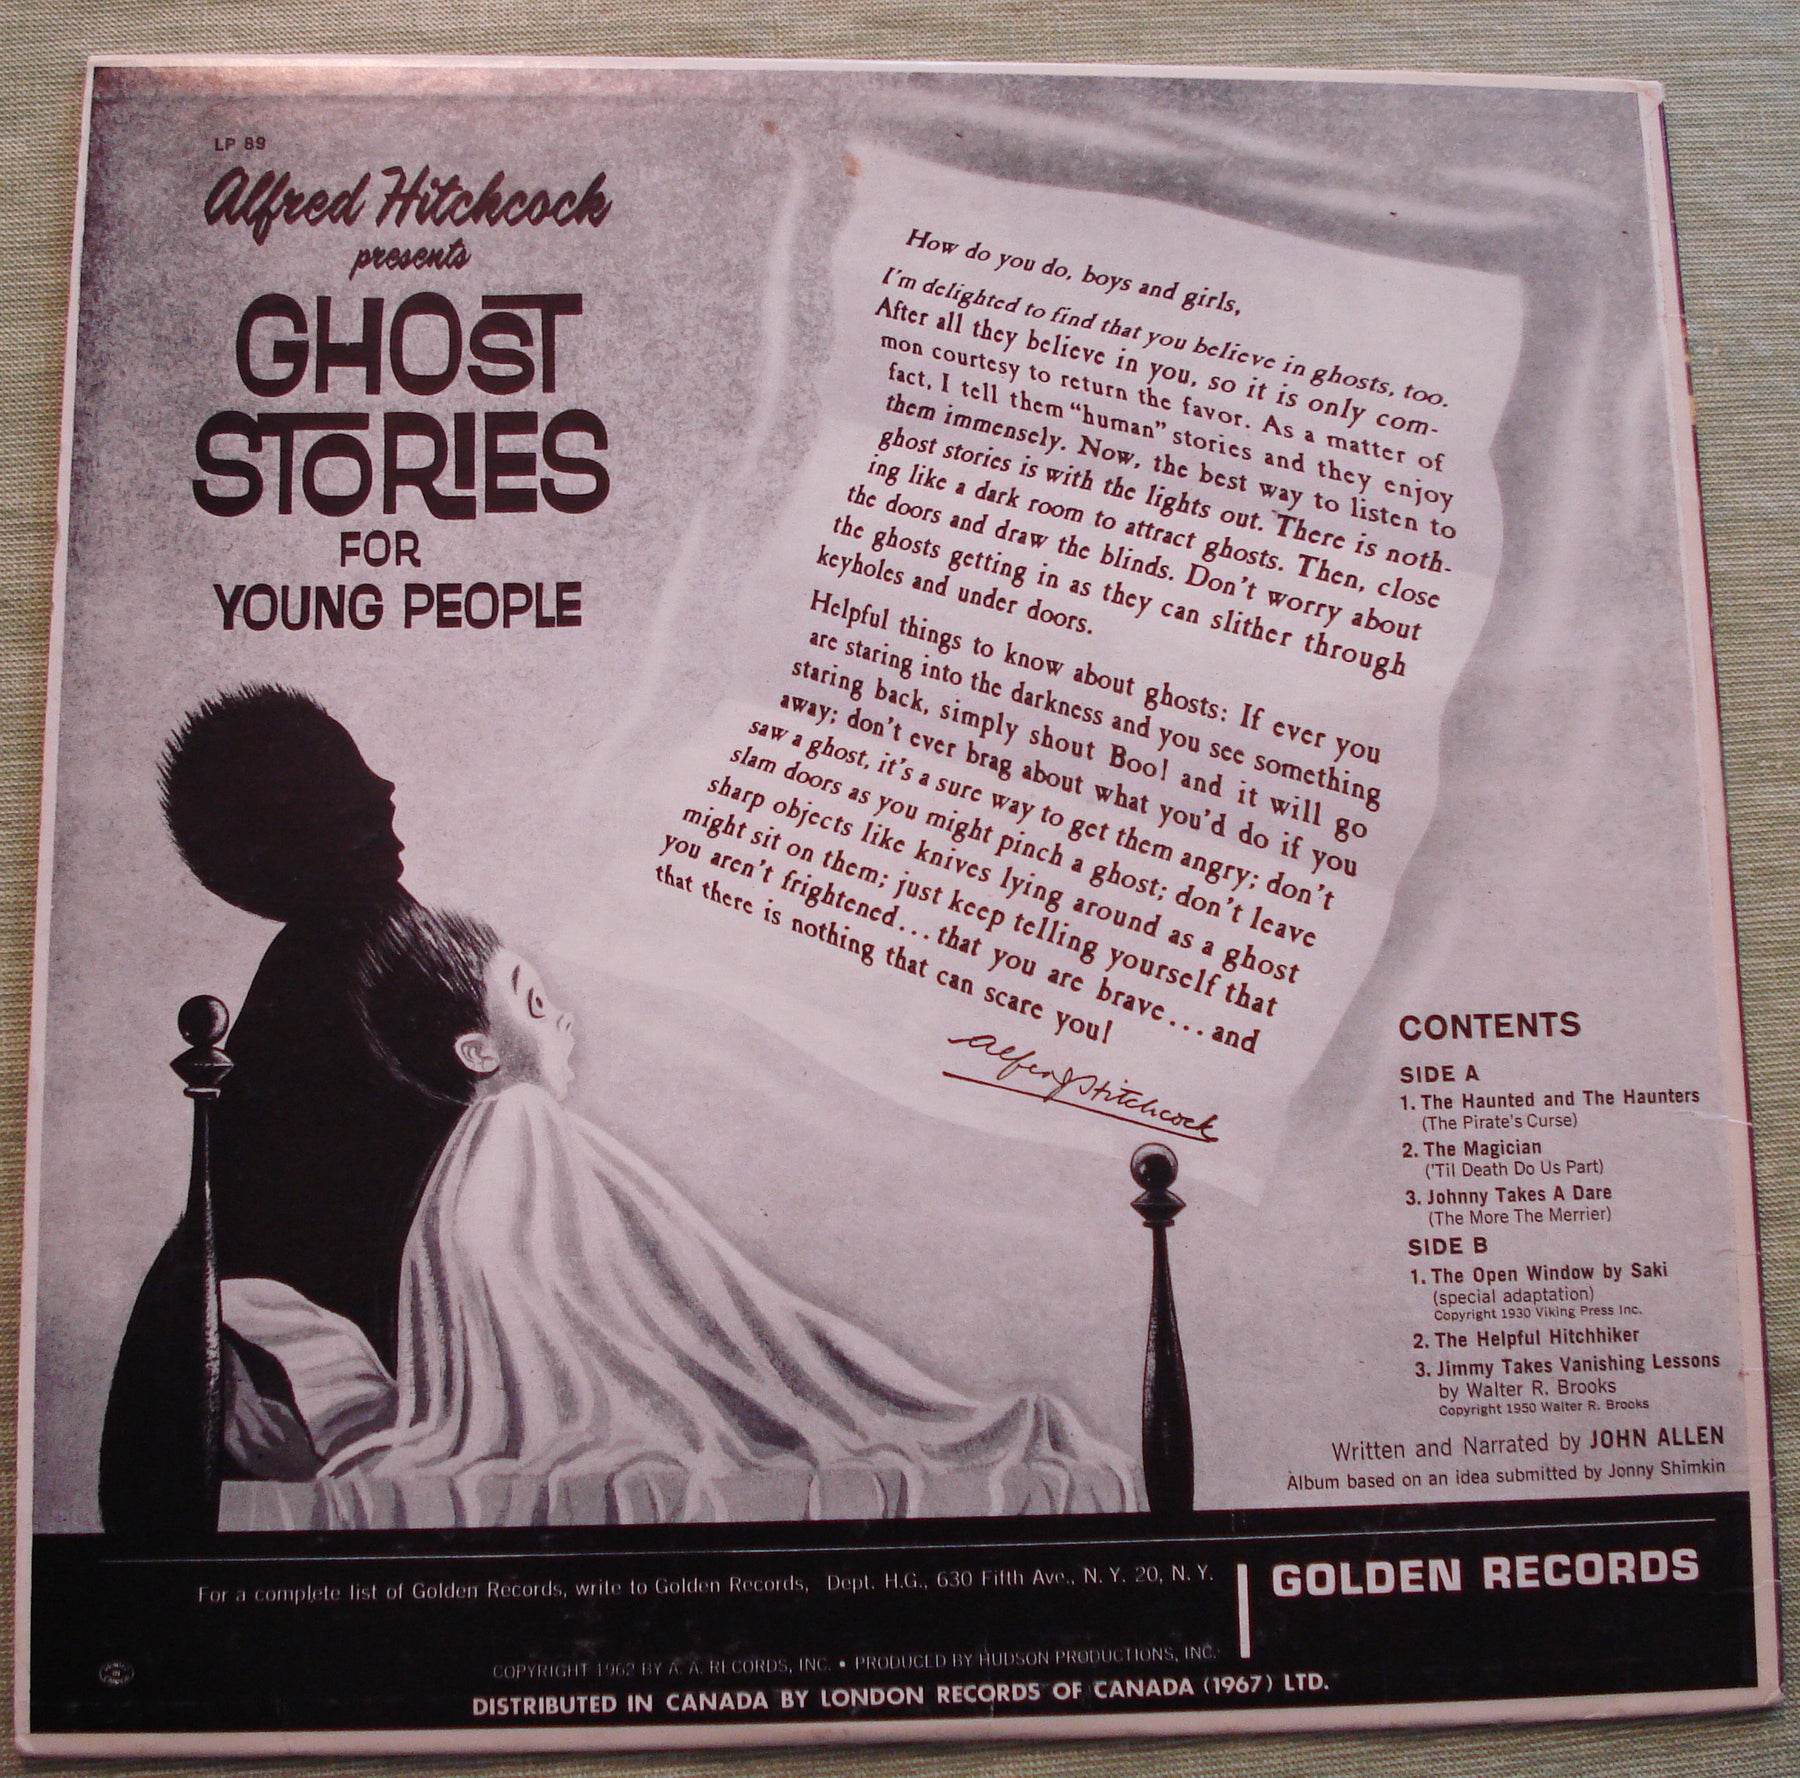 LP 89
Alfred Hitchcock
presents
GHOST
STORIES
FOR
YOUNG PEOPLE
How do you do, boys and girls,
I'm delighted to find that you believe in ghosts, too.
After all they believe in you, so it is only com-
mon courtesy to return the favor. As a matter of
fact, I tell them "human" stories and they enjoy
them immensely. Now, the best way to listen to
ghost stories is with the lights out. There is noth-
ing like a dark room to attract ghosts. Then, close
the doors and draw the blinds. Don't worry about
the ghosts getting in as they can slither through
keyholes and under doors.
Helpful things to know about ghosts: If ever you
are staring into the darkness and you see something
staring back, simply shout Boo! and it will go
away; don't ever brag about what you'd do if you
saw a ghost, it's a sure way to get them angry; don't
slam doors as you might pinch a ghost; don't leave
sharp objects like knives lying around as a ghost
might sit on them; just keep telling yourself that
you aren't frightened... that you are brave... and
that there is nothing that can scare you!
Alfred Hitchcock
CONTENTS
SIDE A
1. The Haunted and The Haunters
(The Pirate's Curse)
2. The Magician
('Til Death Do Us Part)
3. Johnny Takes A Dare
(The More The Merrier)
SIDE B
1. The Open Window by Saki
(special adaptation)
Copyright 1930 Viking Press Inc.
2. The Helpful Hitchhiker
3. Jimmy Takes Vanishing Lessons
by Walter R. Brooks
Copyright 1950 Walter R. Brooks
Written and Narrated by JOHN ALLEN
Album based on an idea submitted by Jonny Shimkin
For a complete list of Golden Records, write to Golden Records, Dept. H.G., 630 Fifth Ave., N. Y. 20, N. Y.
GOLDEN RECORDS
COPYRIGHT 1962 BY A. A. RECORDS, INC. • PRODUCED BY HUDSON PRODUCTIONS, INC.
DISTRIBUTED IN CANADA BY LONDON RECORDS OF CANADA (1967) LTD.